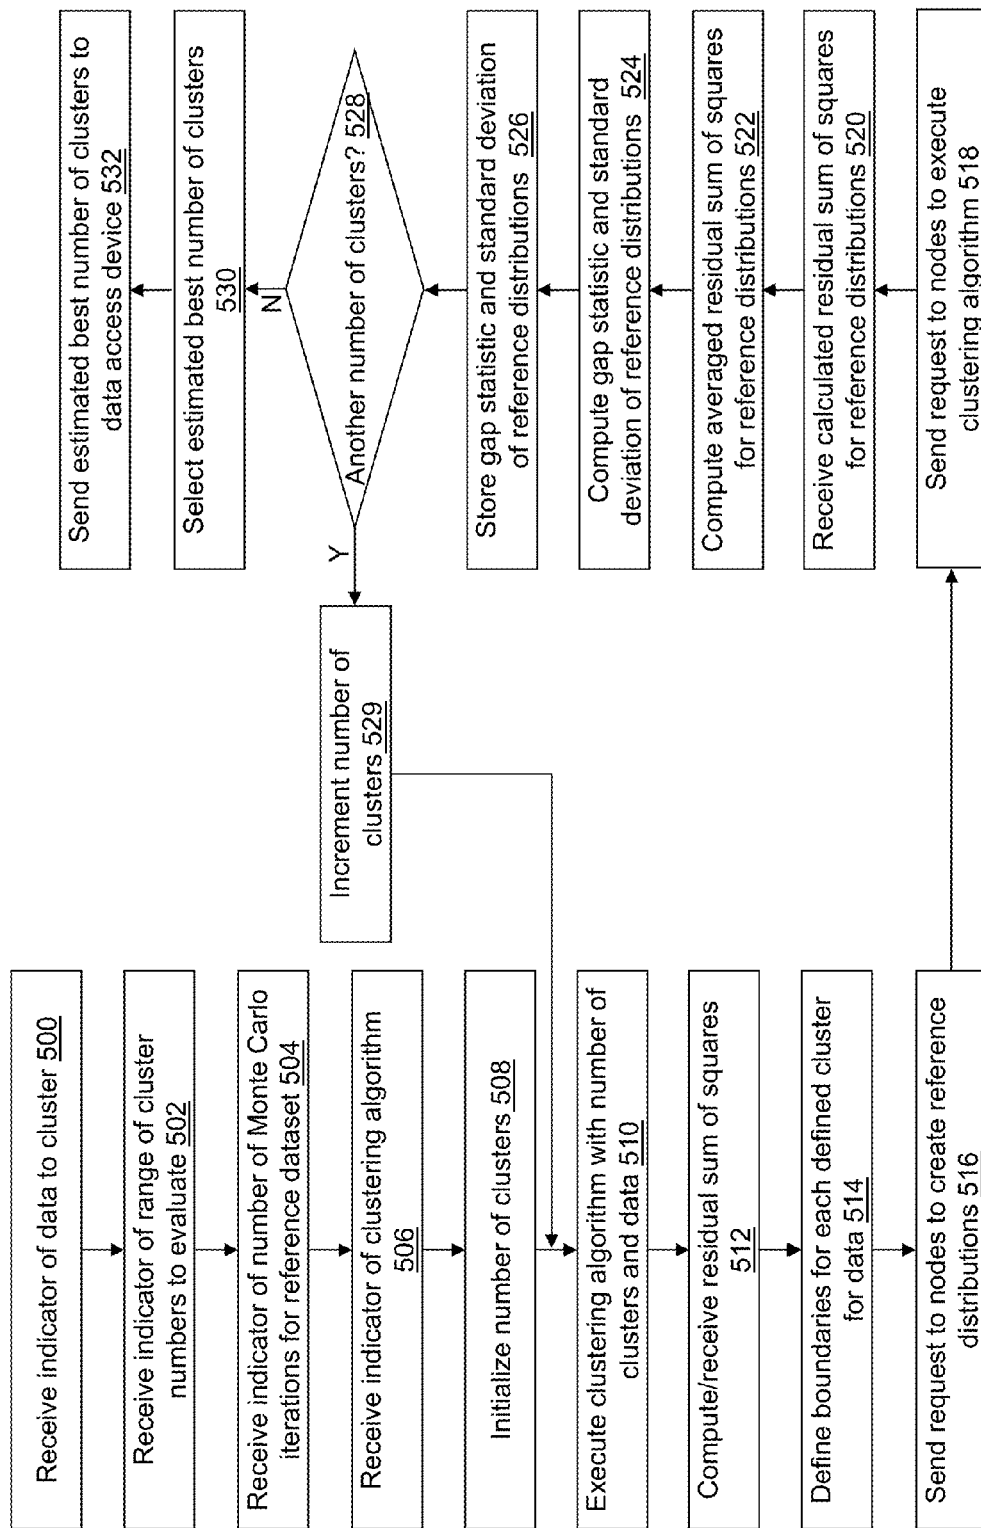 Receive indicator of data to cluster 500
Receive indicator of range of cluster
numbers to evaluate 502
Receive indicator of number of Monte Carlo
iterations for reference dataset 504
Receive indicator of clustering algorithm
506
Initialize number of clusters 508
Execute clustering algorithm with number of
clusters and data 510
Compute/receive residual sum of squares
512
Define boundaries for each defined cluster
for data 514
Send request to nodes to create reference
distributions 516
Send request to nodes to execute
clustering algorithm 518
Receive calculated residual sum of squares
for reference distributions 520
Compute averaged residual sum of squares
for reference distributions 522
Compute gap statistic and standard
deviation of reference distributions 524
Store gap statistic and standard deviation
of reference distributions 526
Another number of clusters? 528
Y
Increment number of
clusters 529
N
Select estimated best number of clusters
530
Send estimated best number of clusters to
data access device 532